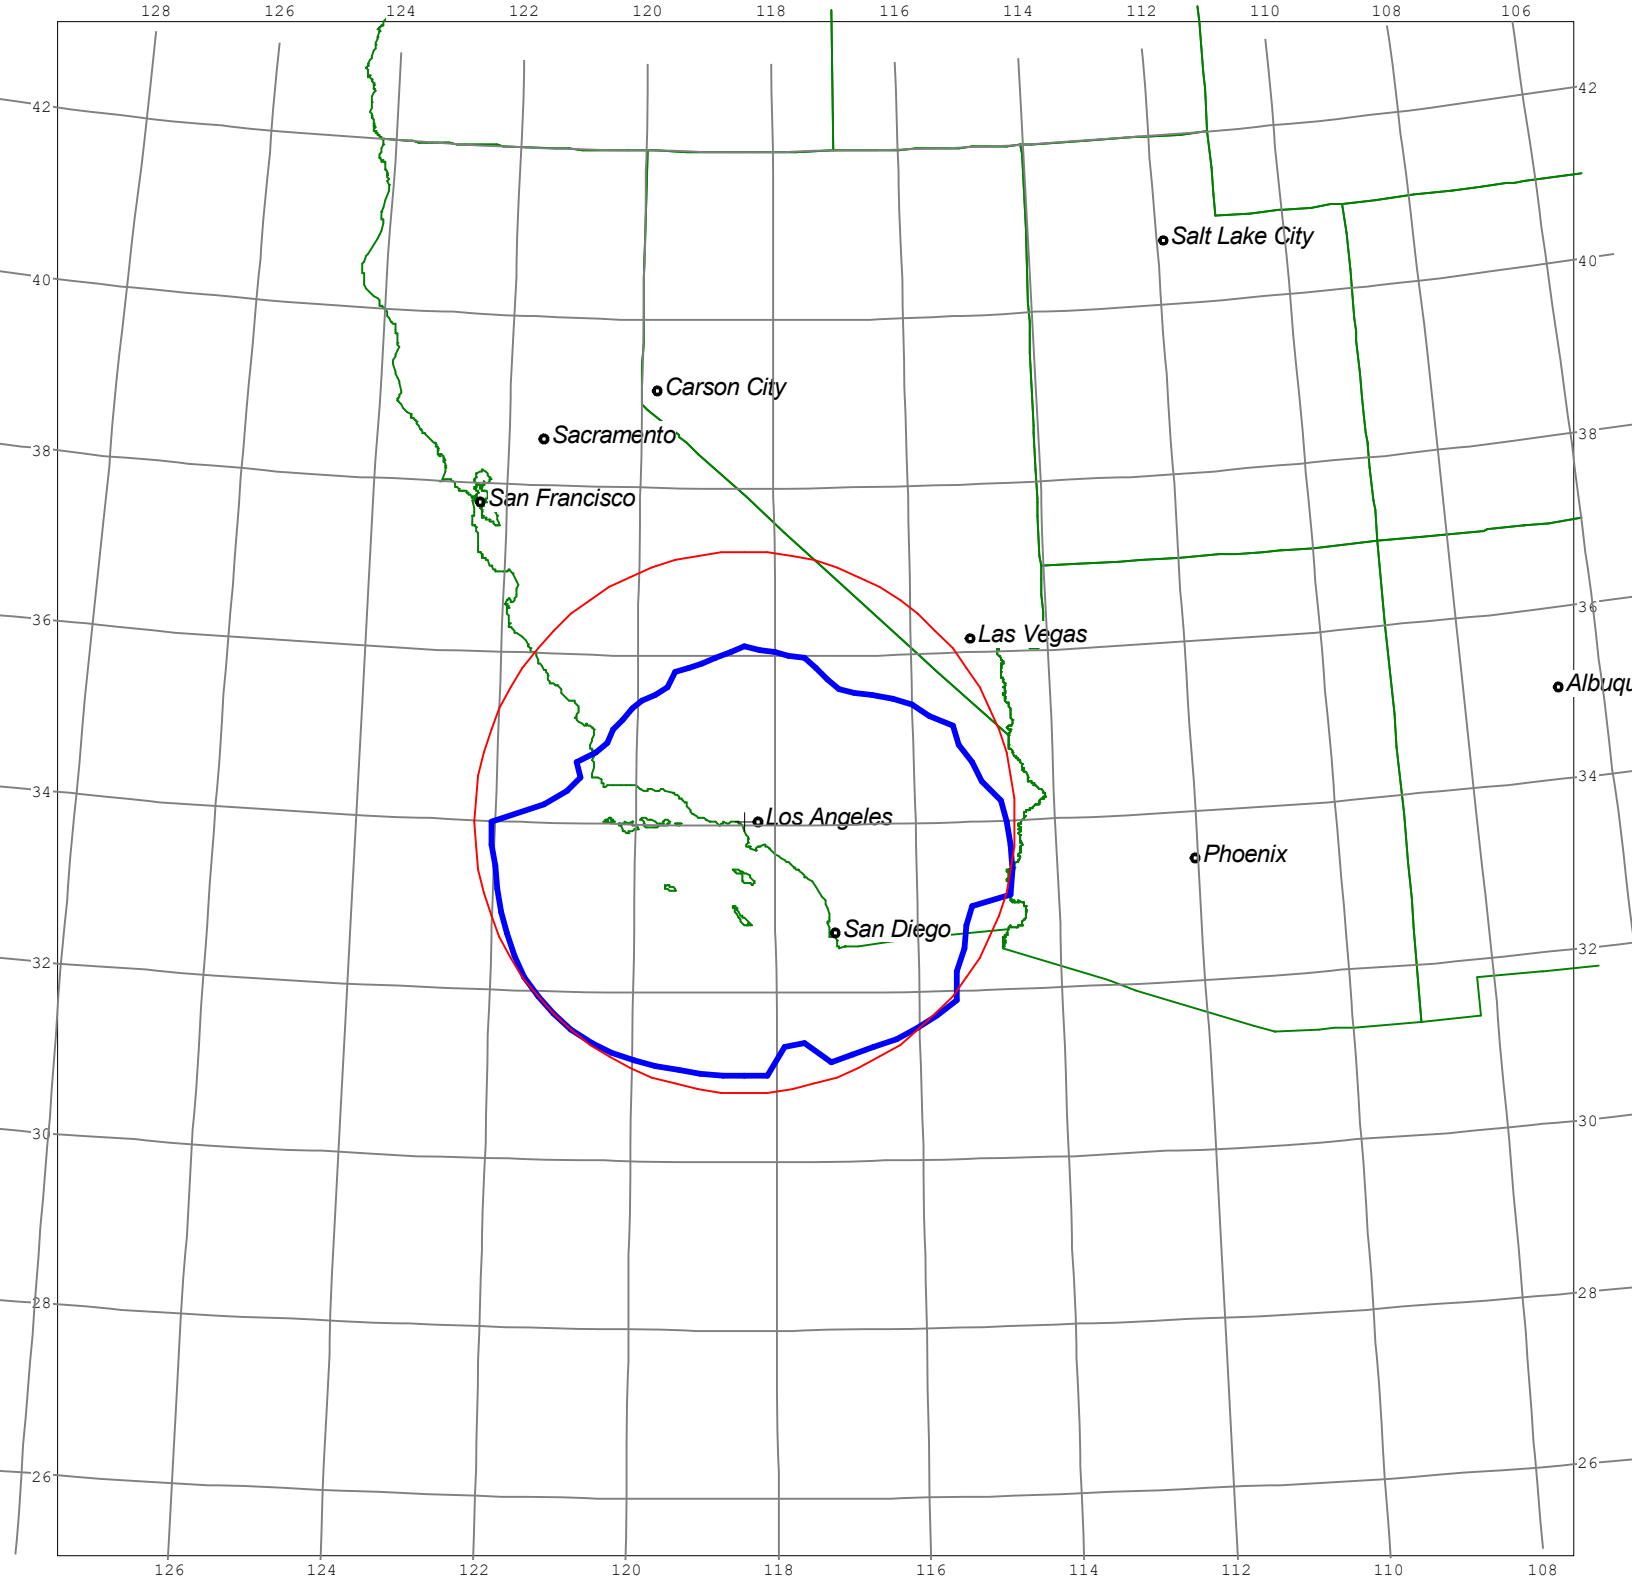 128 126 124 122 120 118 116 114 112 110 108 106
42 42
Salt Lake City
40 40
Carson City
Sacramento
38 38
San Francisco
36 36
Las Vegas
Albuqu
34 34
Los Angeles
Phoenix
San Diego
32 32
30 30
28 28
26 26
126 124 122 120 118 116 114 112 110 108